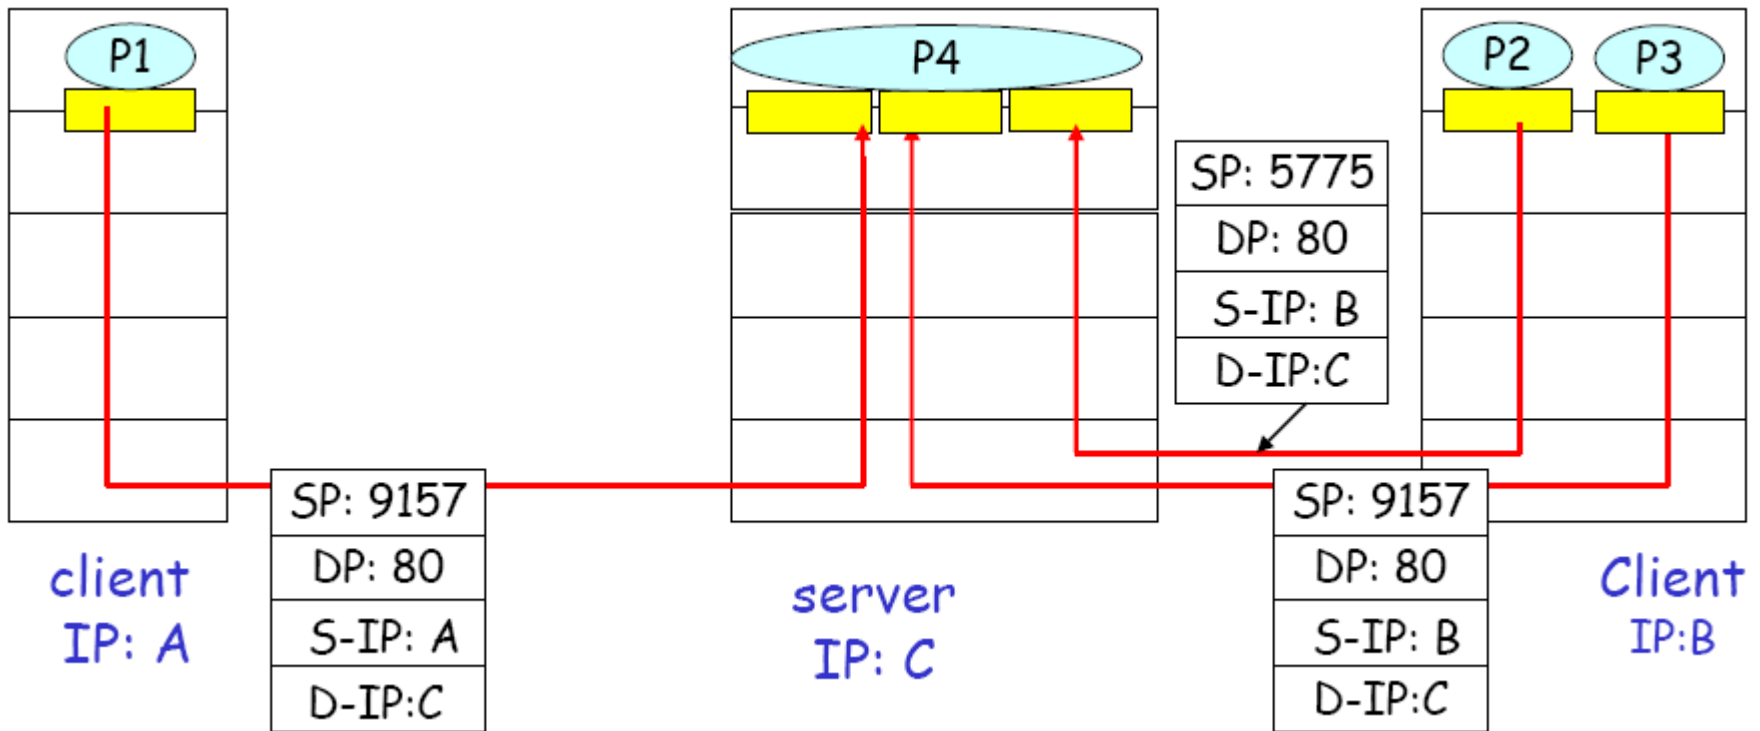 P1
P4
P2
P3
SP: 5775
DP: 80
S-IP: B
D-IP:C
SP: 9157
DP: 80
S-IP: A
D-IP:C
SP: 9157
DP: 80
S-IP: B
D-IP:C
client
IP: A
server
IP: C
Client
IP:B